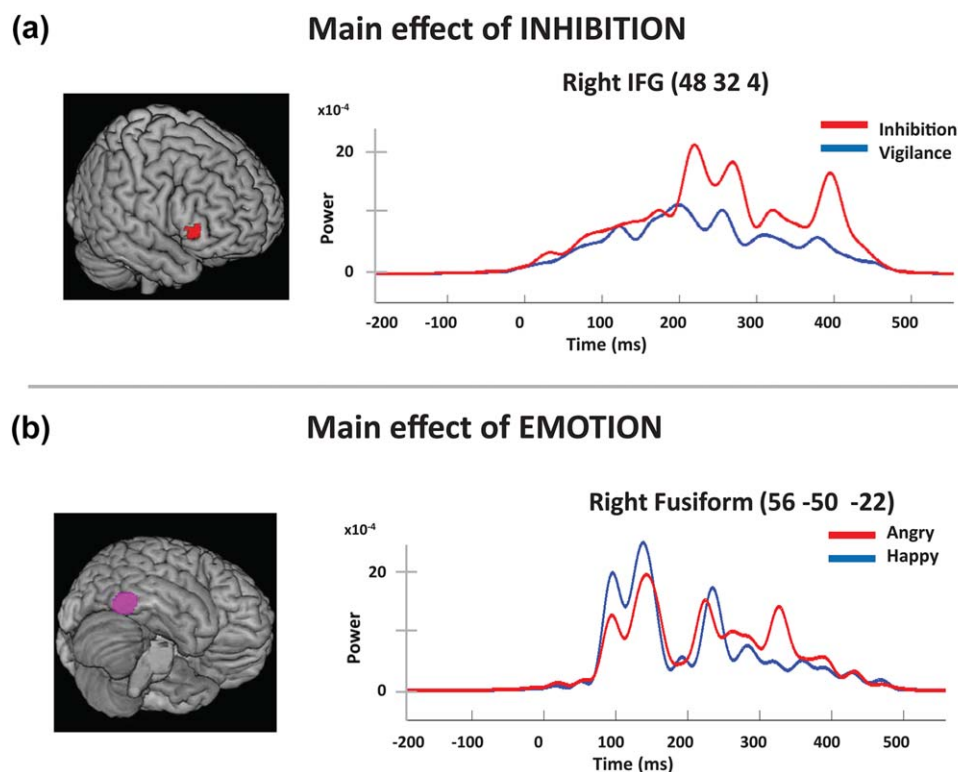 (a)
Main effect of INHIBITION
Right IFG (48 32 4)
x10-4
20
Power
0
Inhibition
Vigilance
-200 -100 0 100 200 300 400 500
Time (ms)
(b)
Main effect of EMOTION
Right Fusiform (56 -50 -22)
x10-4
20
Power
0
Angry
Happy
-200 -100 0 100 200 300 400 500
Time (ms)